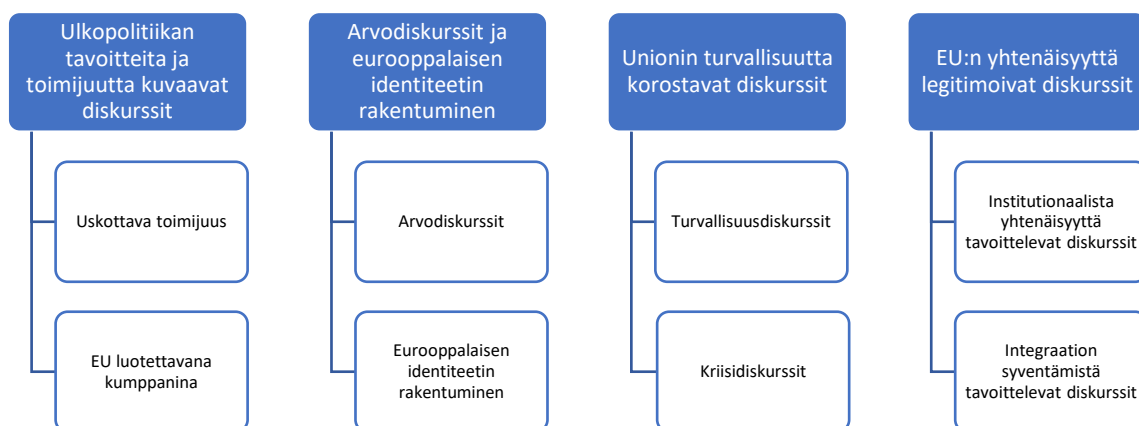 Ulkopolitiikan
tavoitteita ja
toimijuutta kuvaavat
diskurssit
Uskottava toimijuus
EU luotettavana
kumppanina
Arvodiskurssit ja
eurooppalaisen
identiteetin
rakentuminen
Arvodiskurssit
Eurooppalaisen
identiteetin
rakentuminen
Unionin turvallisuutta
korostavat diskurssit
Turvallisuusdiskurssit
Kriisidiskurssit
EU:n yhtenäisyyttä
legitimoivat diskurssit
Institutionaalista
yhtenäisyyttä
tavoittelevat diskurssit
Integraation
syventämistä
tavoittelevat diskurssit